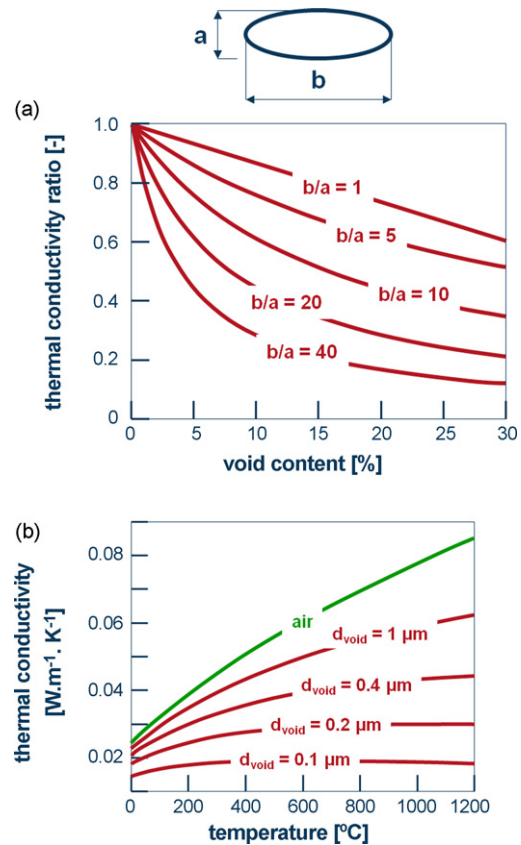 a
b
(a)
thermal conductivity ratio [-]
1.0
0.8
0.6
0.4
0.2
0
b/a = 1
b/a = 5
b/a = 10
b/a = 20
b/a = 40
0 5 10 15 20 25 30
void content [%]
(b)
thermal conductivity
[W.m⁻¹. K⁻¹]
0.08
0.06
0.04
0.02
air
d_void = 1 µm
d_void = 0.4 µm
d_void = 0.2 µm
d_void = 0.1 µm
0 200 400 600 800 1000 1200
temperature [ºC]